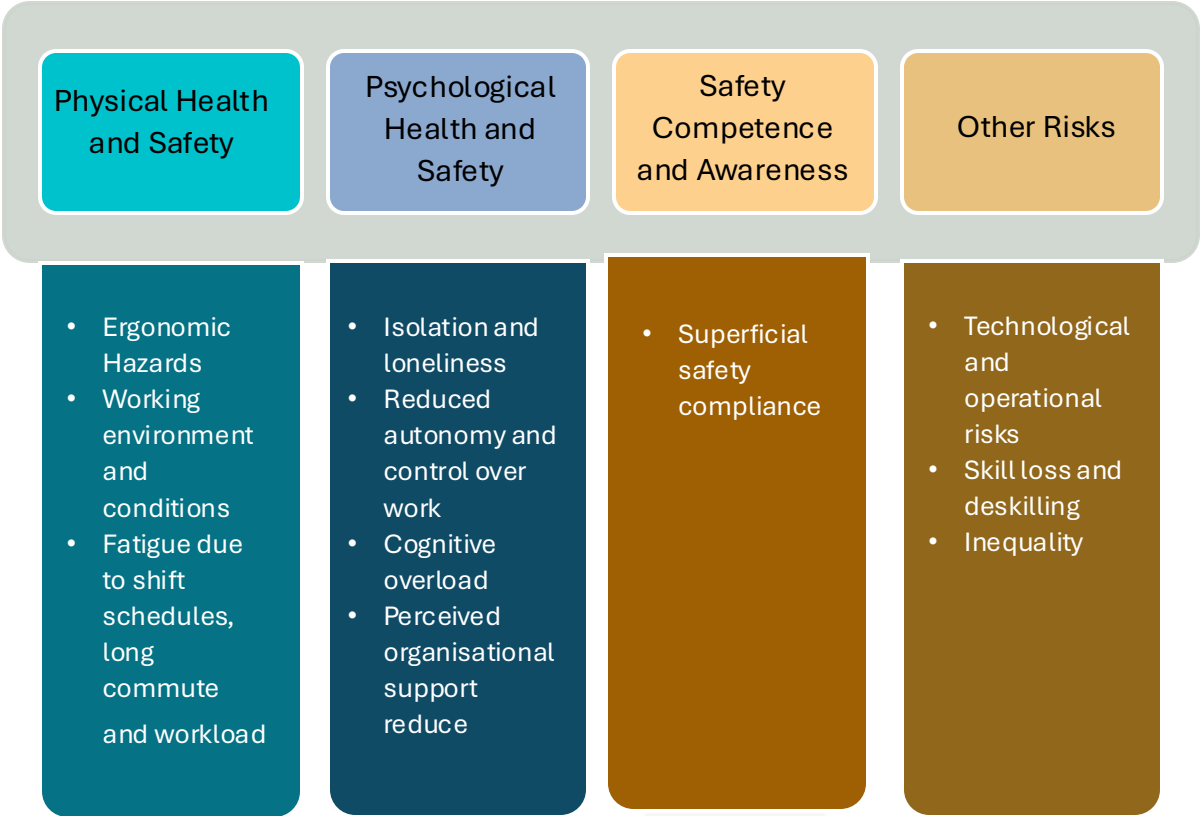 Physical Health
and Safety
Psychological
Health and
Safety
Safety
Competence
and Awareness
Other Risks
• Ergonomic
Hazards
• Working
environment
and
conditions
• Fatigue due
to shift
schedules,
long
commute
and workload
• Isolation and
loneliness
• Reduced
autonomy and
control over
work
• Cognitive
overload
• Perceived
organisational
support
reduce
• Superficial
safety
compliance
• Technological
and
operational
risks
• Skill loss and
deskilling
• Inequality